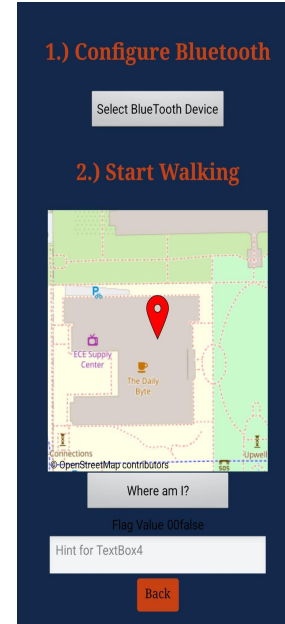 1.) Configure Bluetooth
Select BlueTooth Device
2.) Start Walking
P
ECE Supply
Center
The Daily
Byte
Connections
Upwell
© OpenStreetMap contributors
SOS
Where am I?
Flag Value 00false
Hint for TextBox4
Back